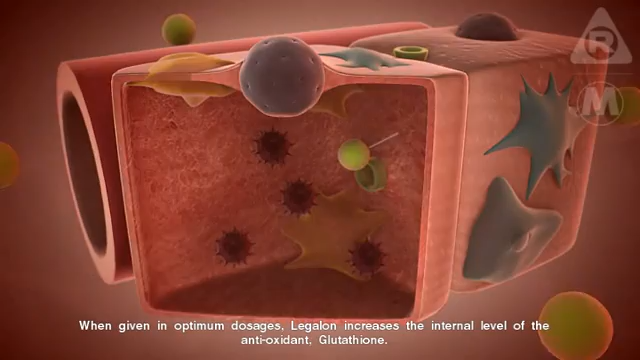 R
M
When given in optimum dosages, Legalon increases the internal level of the
anti-oxidant, Glutathione.